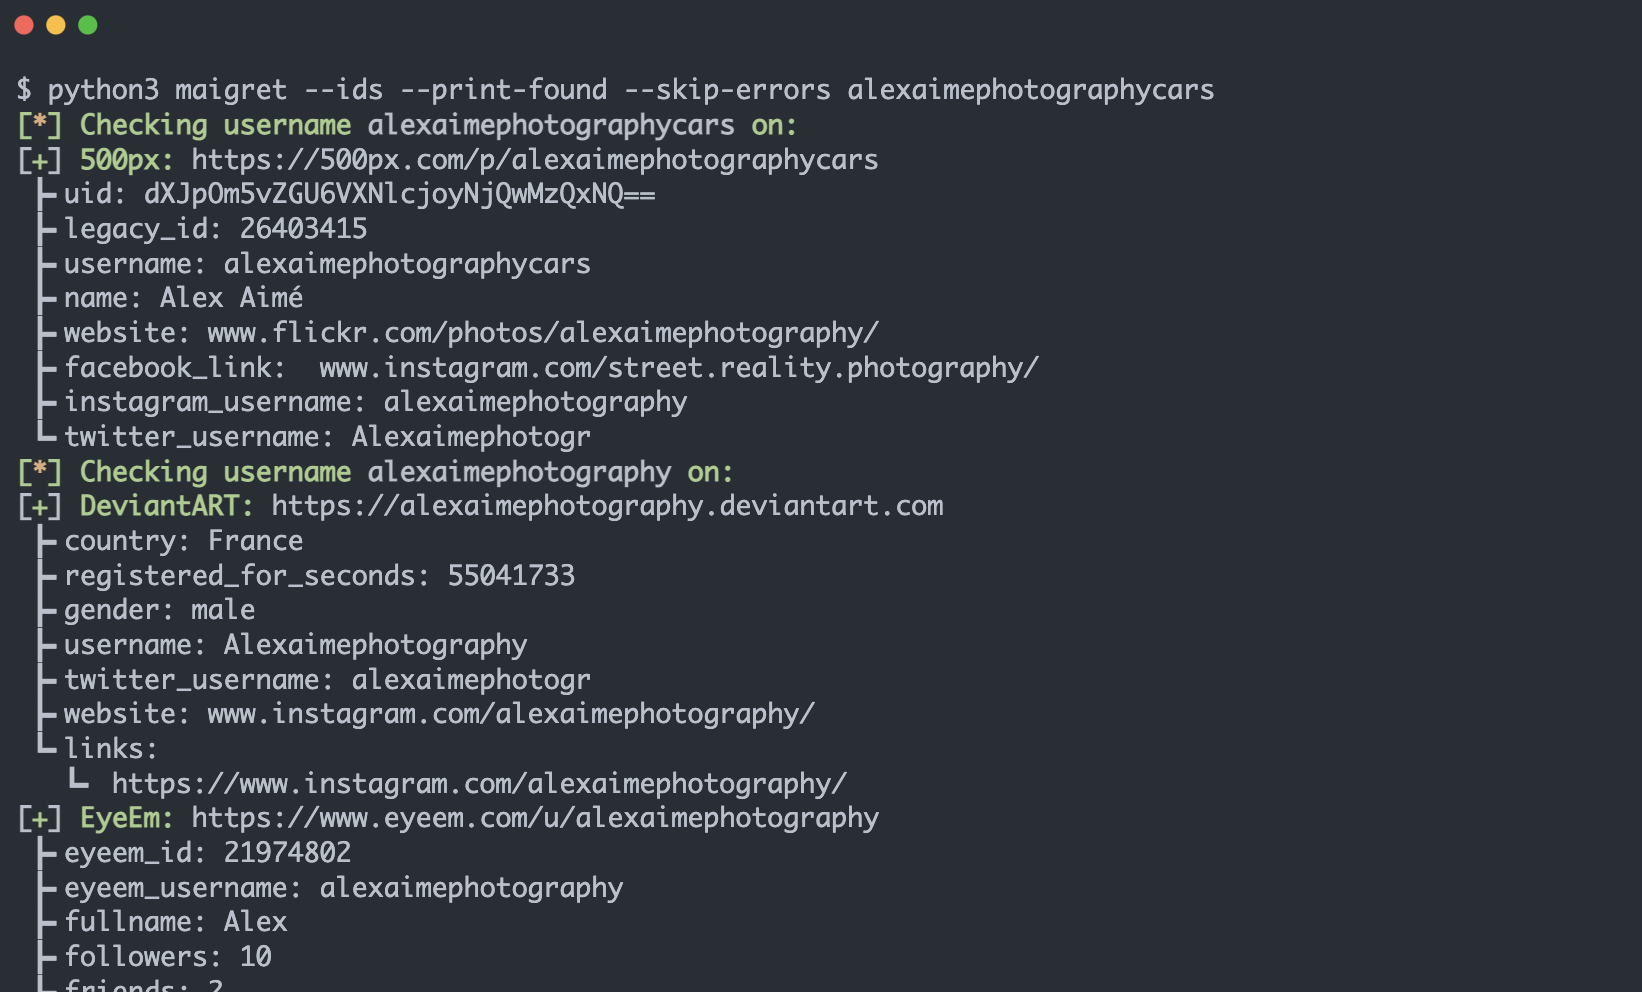 $ python3 maigret --ids --print-found --skip-errors alexaimephotographycars
[*] Checking username alexaimephotographycars on:
[+] 500px: https://500px.com/p/alexaimephotographycars
┣╸uid: dXJpOm5vZGU6VXNlcjoyNjQwMzQxNQ==
┣╸legacy_id: 26403415
┣╸username: alexaimephotographycars
┣╸name: Alex Aimé
┣╸website: www.flickr.com/photos/alexaimephotography/
┣╸facebook_link:  www.instagram.com/street.reality.photography/
┣╸instagram_username: alexaimephotography
┗╸twitter_username: Alexaimephotogr
[*] Checking username alexaimephotography on:
[+] DeviantART: https://alexaimephotography.deviantart.com
┣╸country: France
┣╸registered_for_seconds: 55041733
┣╸gender: male
┣╸username: Alexaimephotography
┣╸twitter_username: alexaimephotogr
┣╸website: www.instagram.com/alexaimephotography/
┗╸links:
┗╸ https://www.instagram.com/alexaimephotography/
[+] EyeEm: https://www.eyeem.com/u/alexaimephotography
┣╸eyeem_id: 21974802
┣╸eyeem_username: alexaimephotography
┣╸fullname: Alex
┣╸followers: 10
┣╸friends: 2